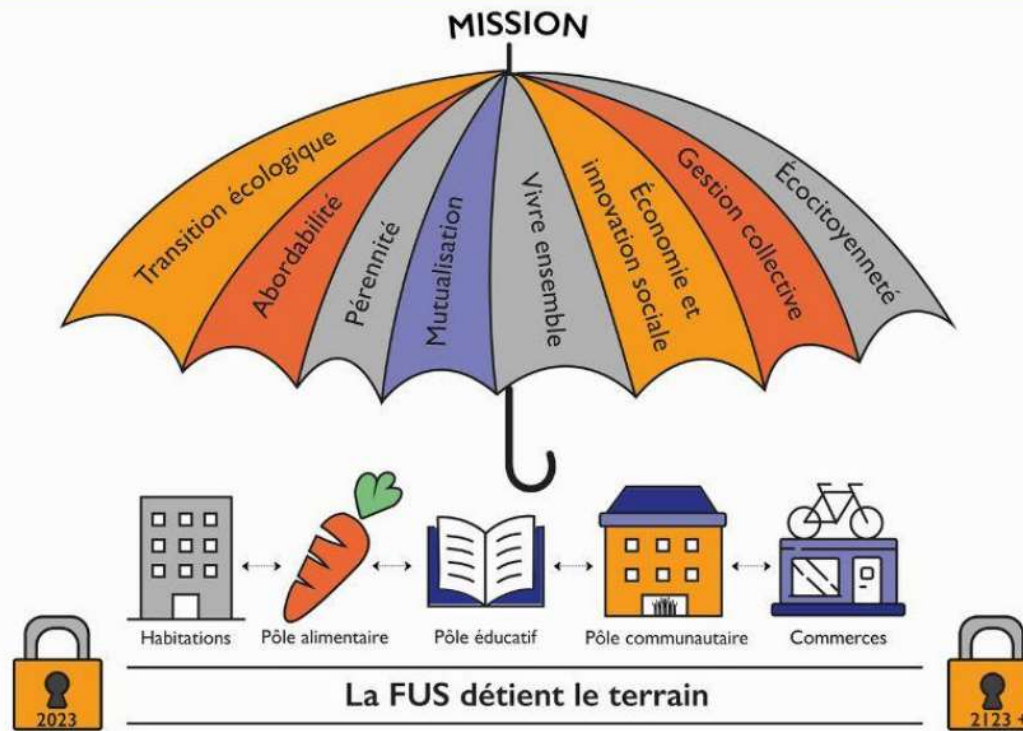 MISSION
Transition écologique
Abordabilité
Pérennité
Mutualisation
Vivre ensemble
Économie et
innovation sociale
Gestion collective
Écocitoyenneté
Habitations
Pôle alimentaire
Pôle éducatif
Pôle communautaire
Commerces
La FUS détient le terrain
2023
2123 +